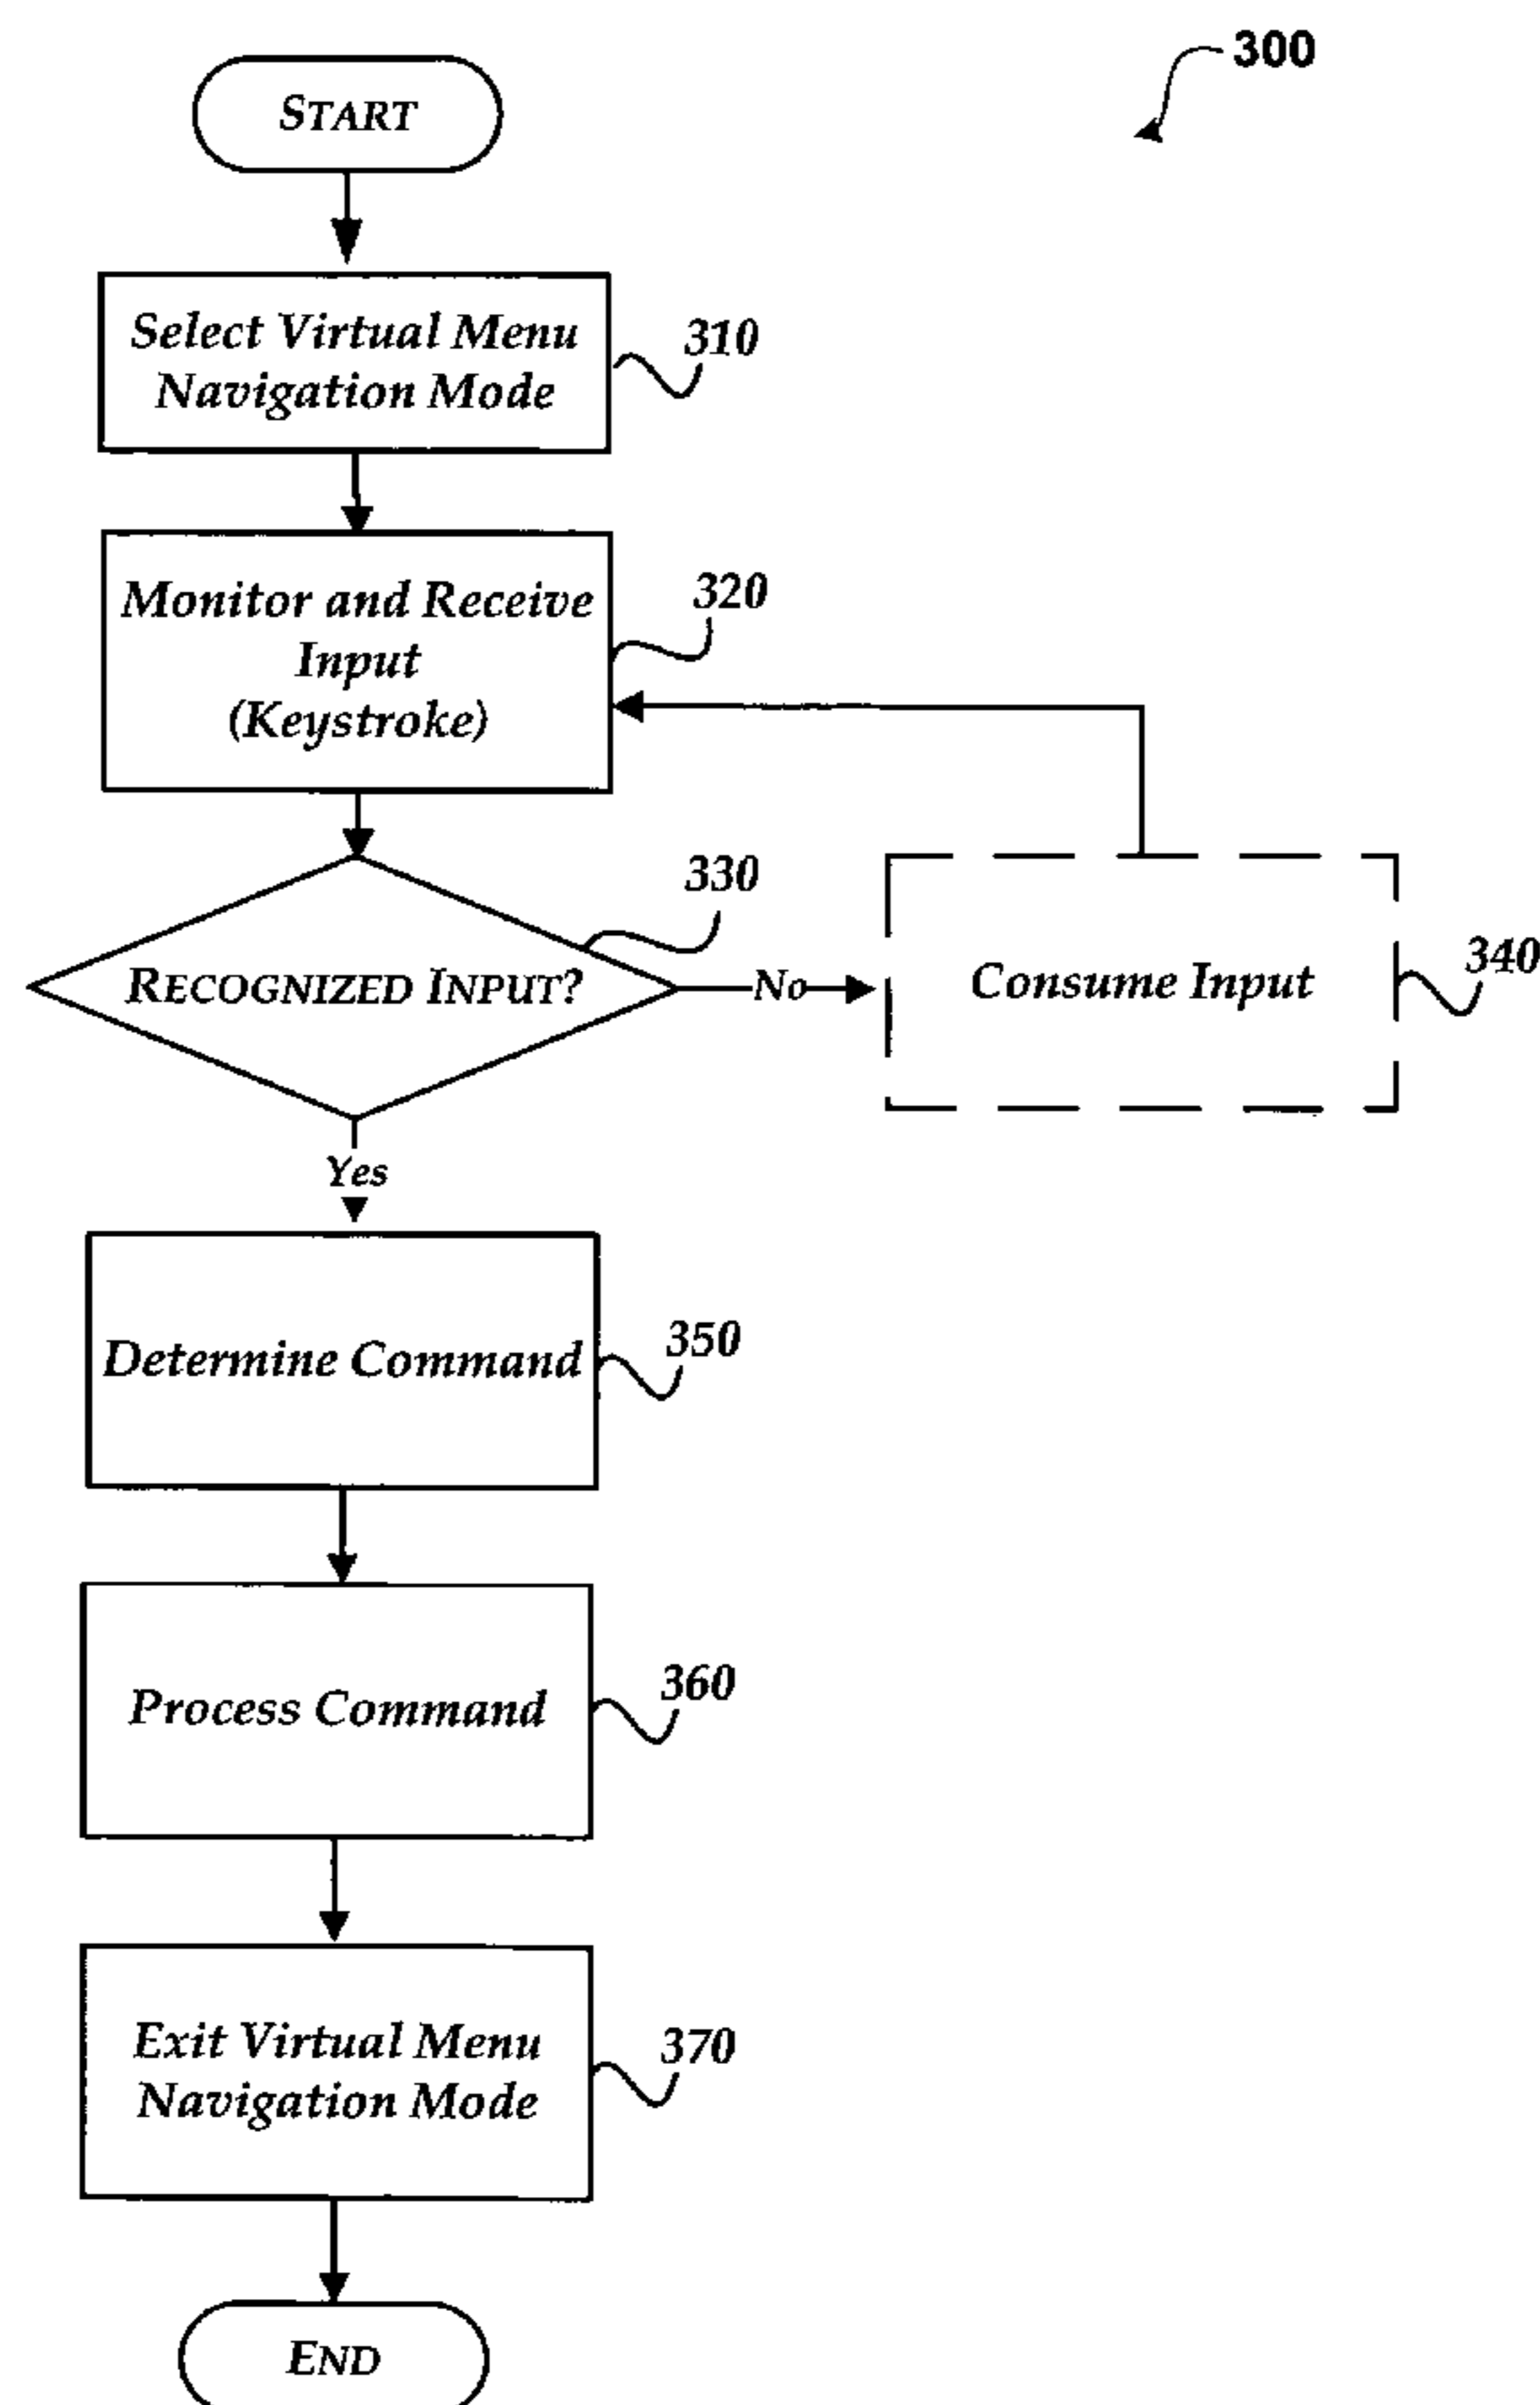 300
START
Select Virtual Menu
Navigation Mode
310
Monitor and Receive
Input
(Keystroke)
320
330
RECOGNIZED INPUT?
No
Consume Input
340
Yes
Determine Command
350
Process Command
360
Exit Virtual Menu
Navigation Mode
370
END